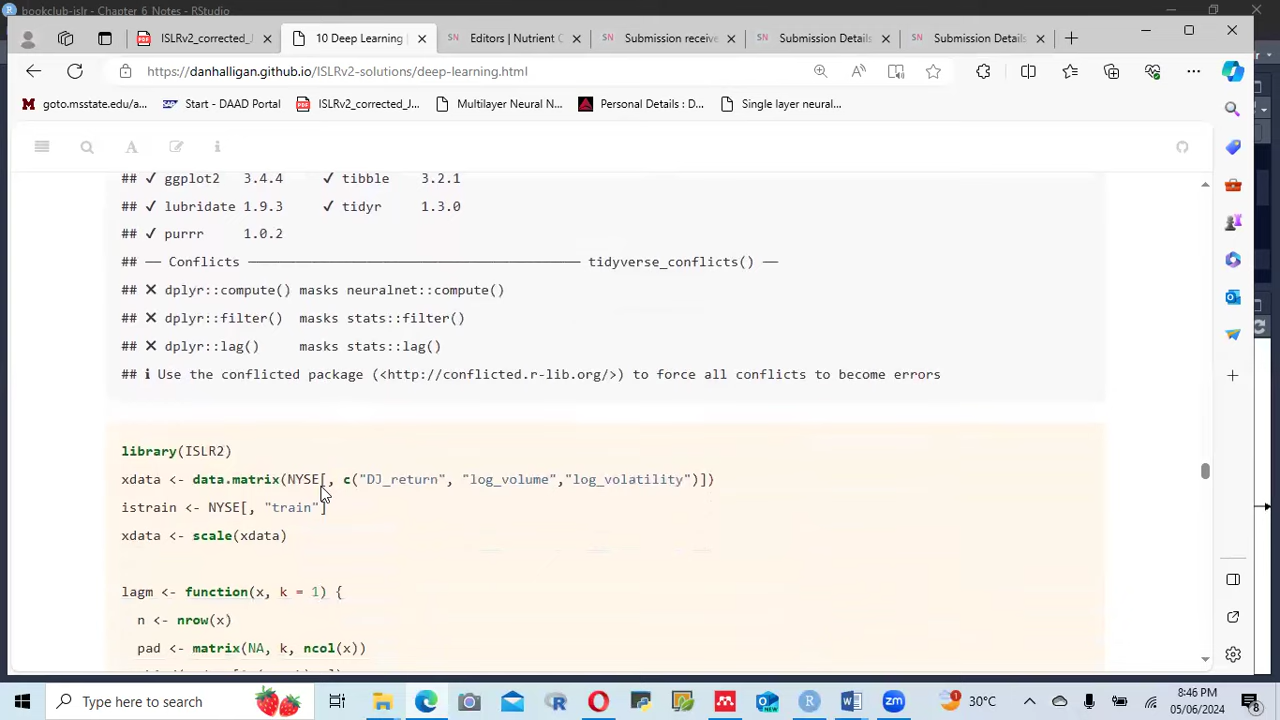 bookclub-islr - Chapter 6 Notes - RStudio
ISLRv2_corrected_J
10 Deep Learning
Editors | Nutrient C
Submission receive
Submission Details
Submission Details
https://danhalligan.github.io/ISLRv2-solutions/deep-learning.html
goto.msstate.edu/a...
Start - DAAD Portal
ISLRv2_corrected_J...
Multilayer Neural N...
Personal Details : D...
Single layer neural...
## ✔ ggplot2 3.4.4 ✔ tibble 3.2.1
## ✔ lubridate 1.9.3 ✔ tidyr 1.3.0
## ✔ purrr 1.0.2
## ── Conflicts ────────────────────────── tidyverse_conflicts() ──
## ✖ dplyr::compute() masks neuralnet::compute()
## ✖ dplyr::filter() masks stats::filter()
## ✖ dplyr::lag() masks stats::lag()
## ℹ Use the conflicted package (<http://conflicted.r-lib.org/>) to force all conflicts to become errors
library(ISLR2)
xdata <- data.matrix(NYSE[, c("DJ_return", "log_volume","log_volatility")])
istrain <- NYSE[, "train"]
xdata <- scale(xdata)
lagm <- function(x, k = 1) {
n <- nrow(x)
pad <- matrix(NA, k, ncol(x))
Type here to search
30°C
8:46 PM
05/06/2024
8